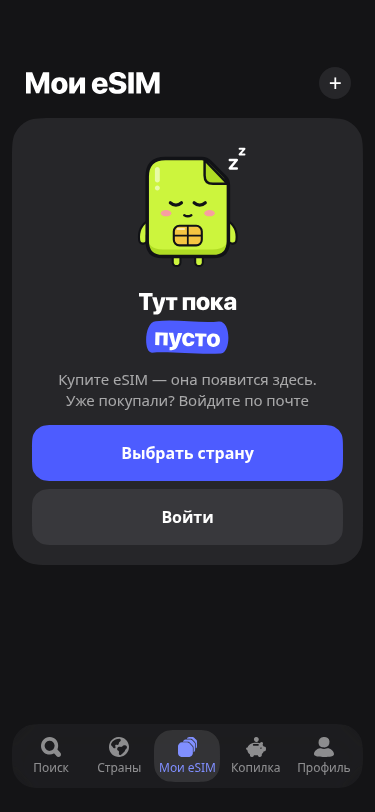 Мои eSIM
+
z
z
Тут пока
пусто
Купите eSIM — она появится здесь.
Уже покупали? Войдите по почте
Выбрать страну
Войти
Поиск
Страны
Мои eSIM
Копилка
Профиль